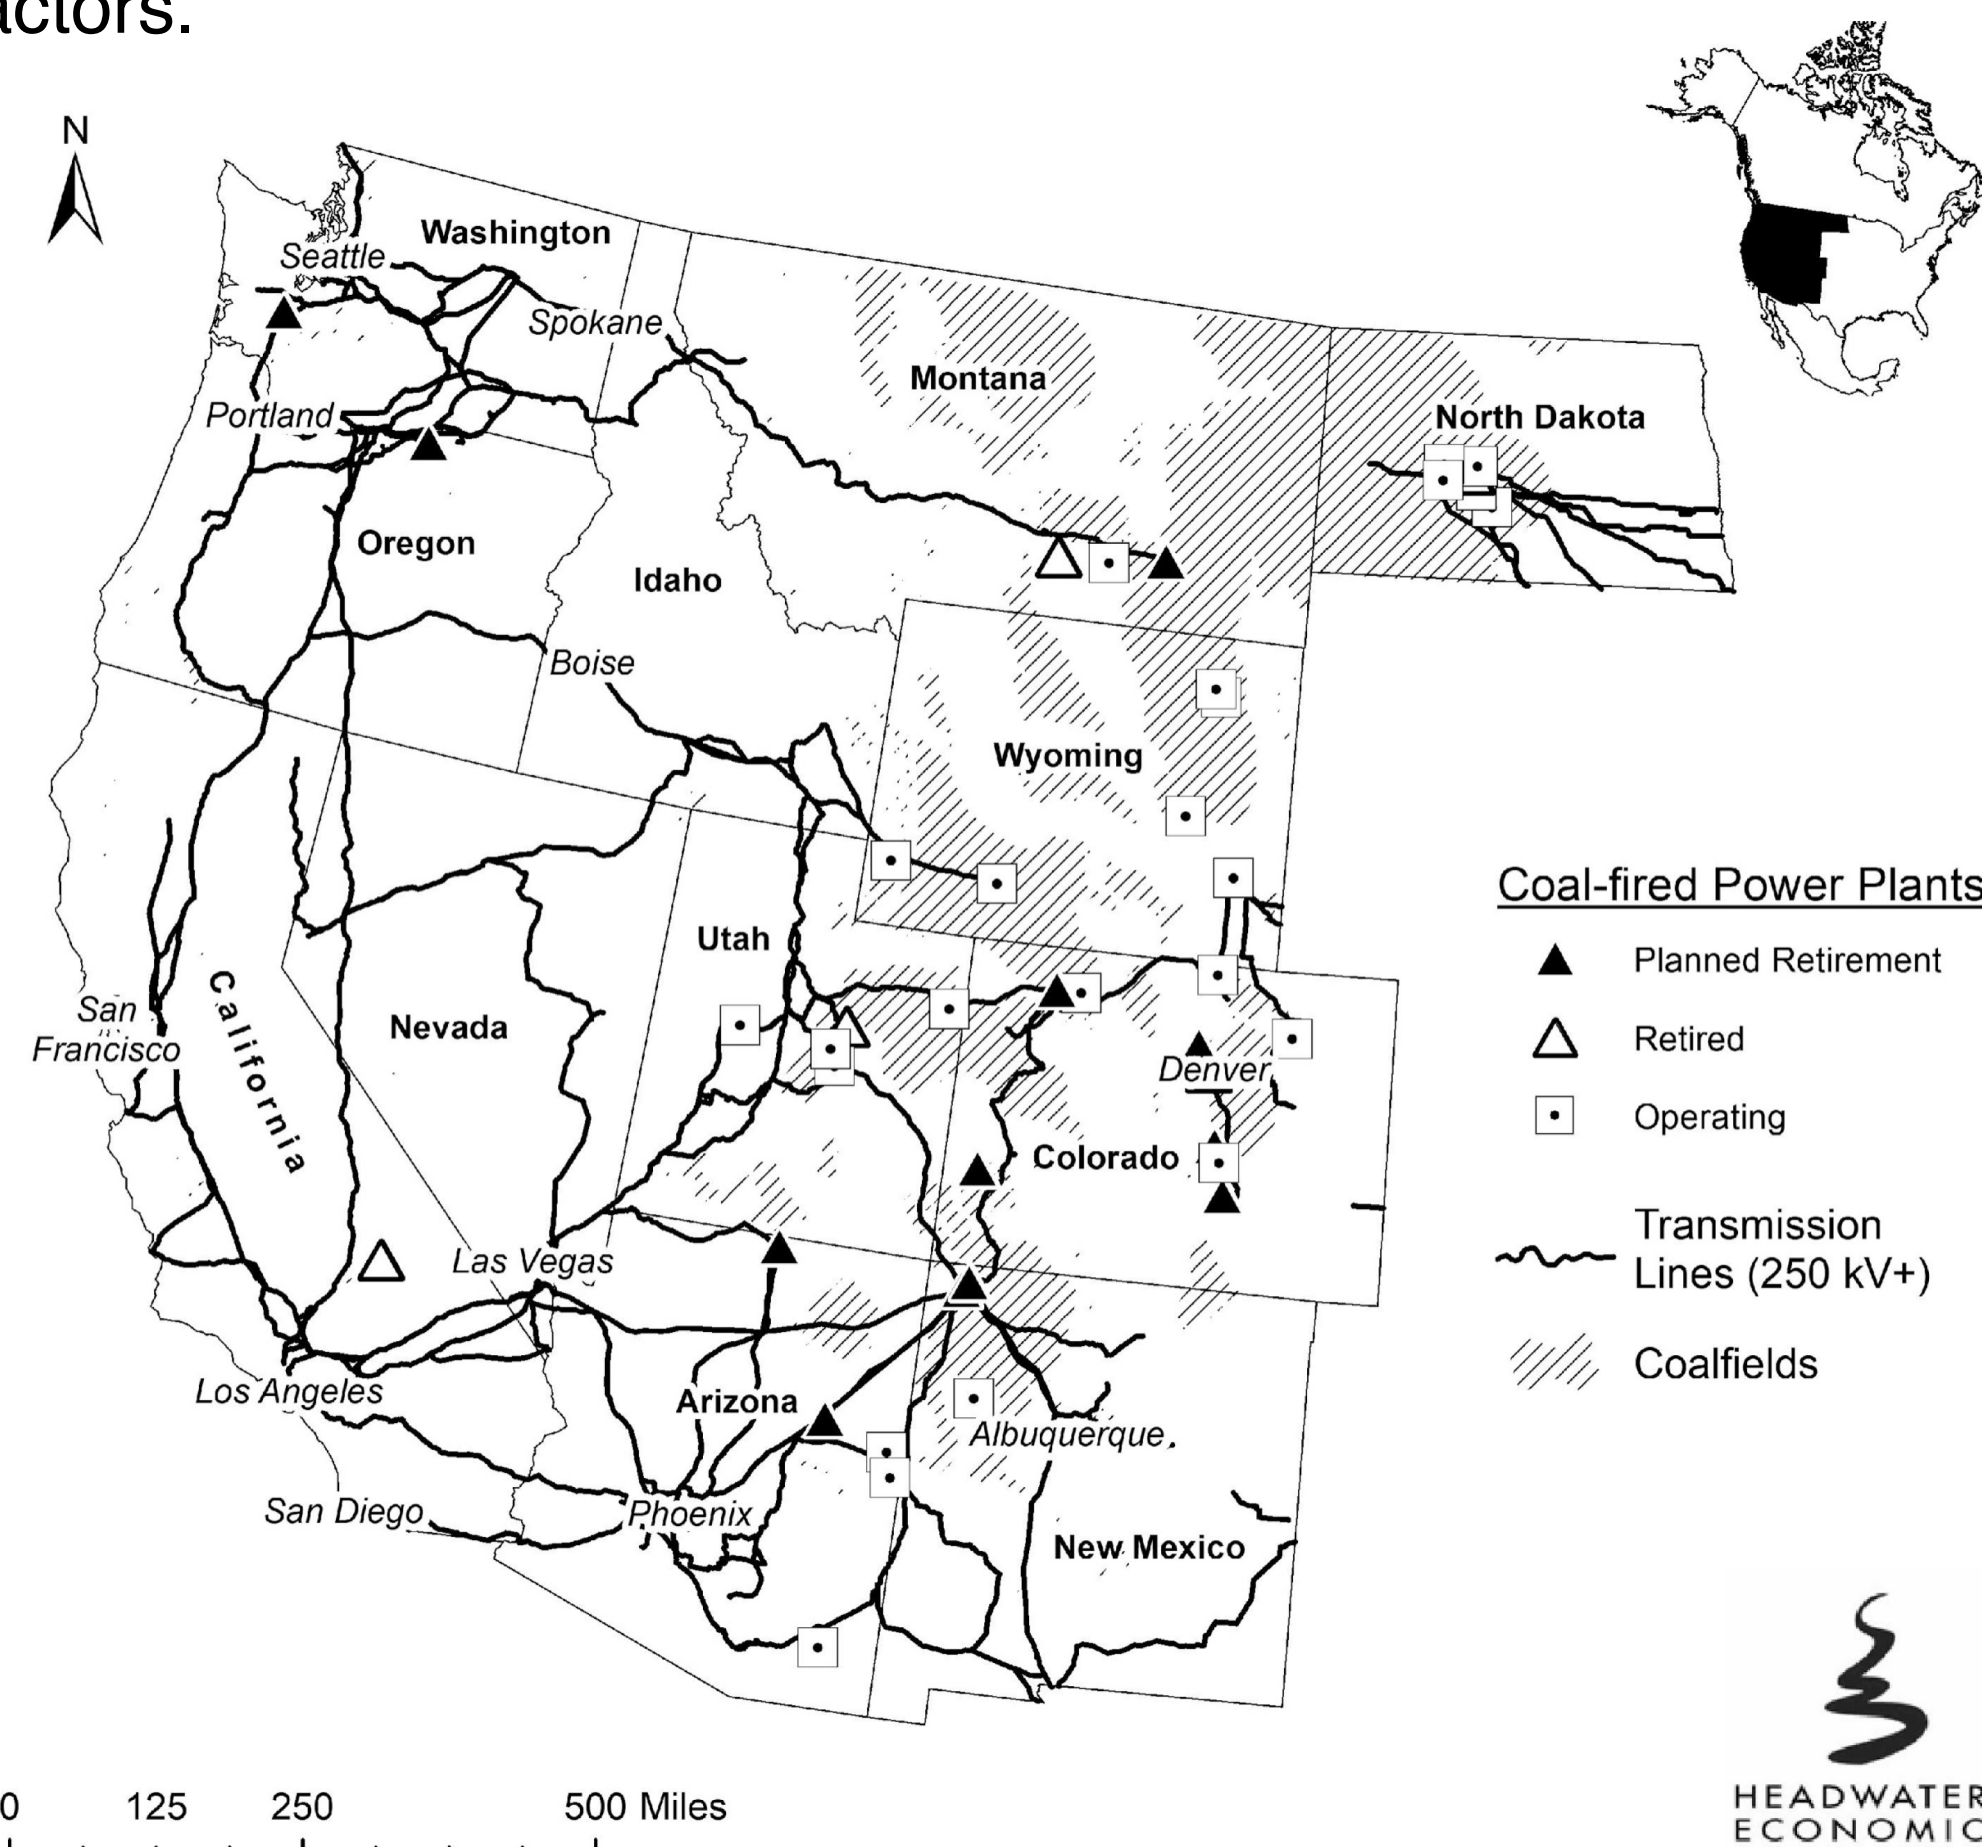 actors.
N
Washington
Seattle
Spokane
Montana
North Dakota
Portland
Oregon
Idaho
Boise
Wyoming
Coal-fired Power Plants
Utah
Planned Retirement
California
San
Francisco
Nevada
Retired
Denver
Operating
Colorado
Transmission
Lines (250 kV+)
Las Vegas
Coalfields
Los Angeles
Arizona
Albuquerque
San Diego
Phoenix
New Mexico
0 125 250 500 Miles
HEADWATER
ECONOMIC